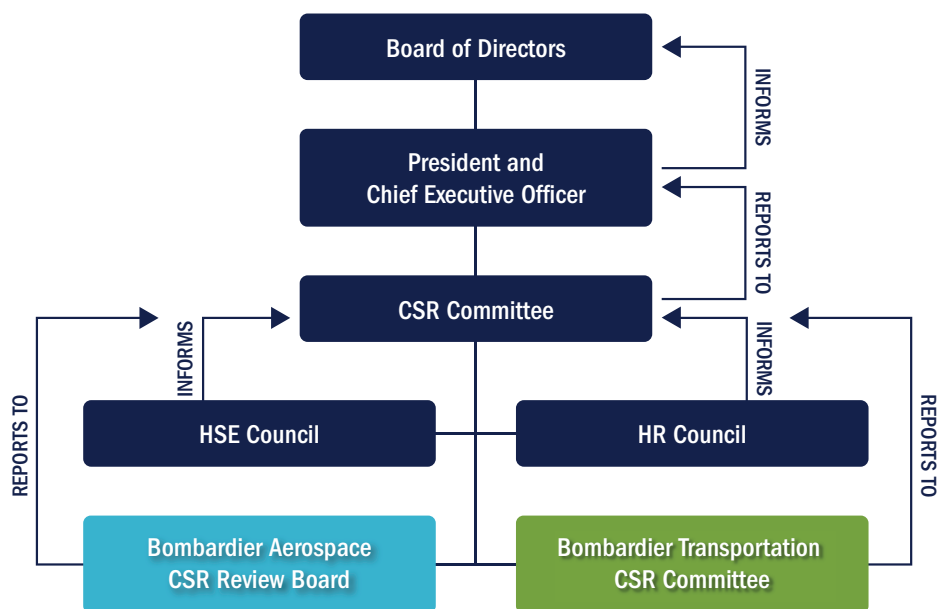 Board of Directors
INFORMS
President and
Chief Executive Officer
REPORTS TO
CSR Committee
INFORMS
INFORMS
REPORTS TO
REPORTS TO
HSE Council
HR Council
Bombardier Aerospace
CSR Review Board
Bombardier Transportation
CSR Committee